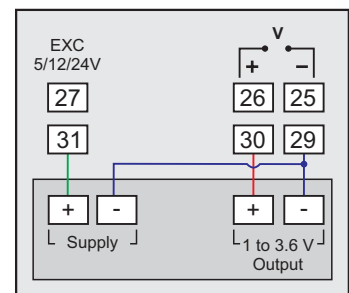 EXC
5/12/24V
V
+ −
27 26 25
31 30 29
+ - + -
Supply
1 to 3.6 V
Output